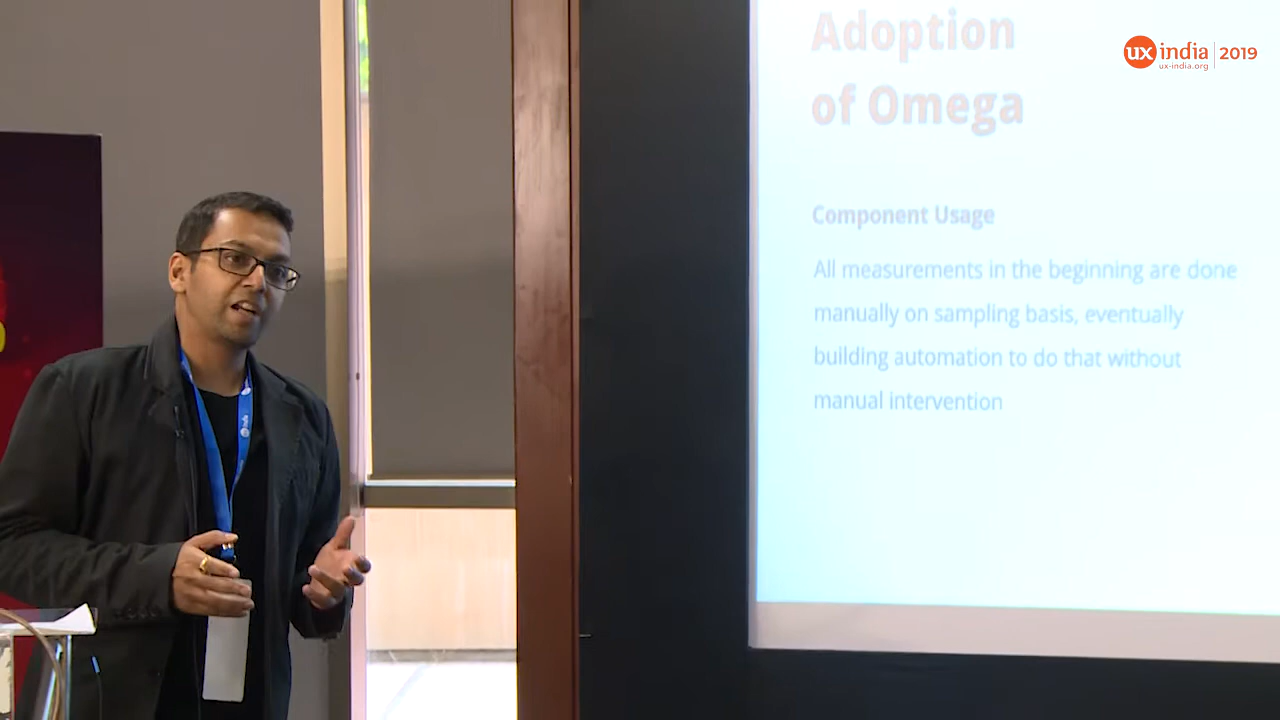 Adoption
of Omega
ux india 2019
ux-india.org
Component Usage
All measurements in the beginning are done
manually on sampling basis, eventually
building automation to do that without
manual intervention